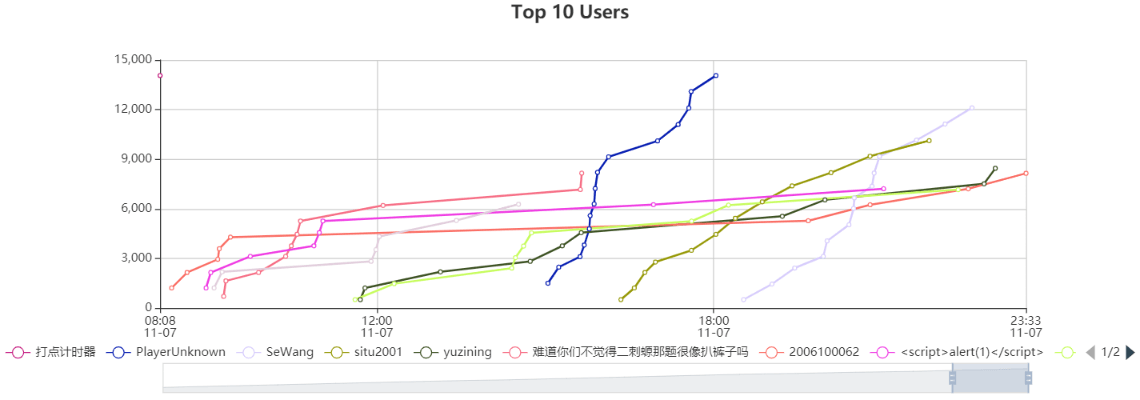 Top 10 Users
15,000
12,000
9,000
6,000
3,000
0
08:08 12:00 18:00 23:33
11-07 11-07 11-07 11-07
打点计时器 PlayerUnknown SeWang situ2001 yuzining 难道你们不觉得二刺螈那题很像扒裤子吗 2006100062 <script>alert(1)</script> 1/2